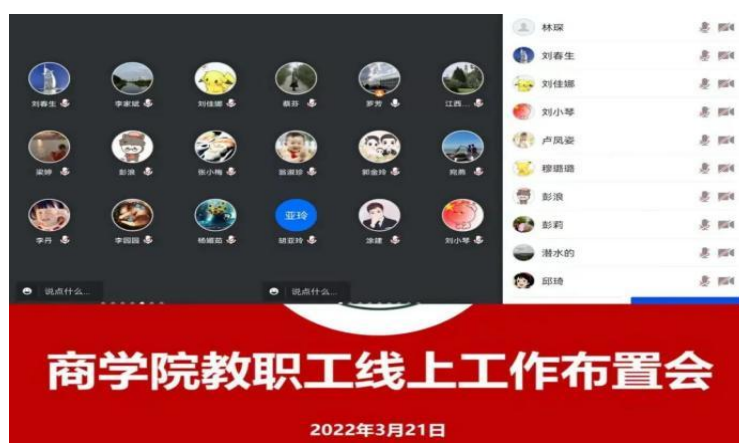 刘春生
李家斌
刘佳娜
蔡芬
罗芳
江西...
梁婷
彭浪
张小梅
翁淑珍
郭金玲
宛燕
李丹
李园园
杨媚茹
亚玲
胡亚玲
涂建
刘小琴
说点什么...
说点什么...
林琛
刘春生
刘佳娜
刘小琴
卢凤姿
穆璐璐
彭浪
彭莉
潜水的
邱琦
商学院教职工线上工作布置会
2022年3月21日